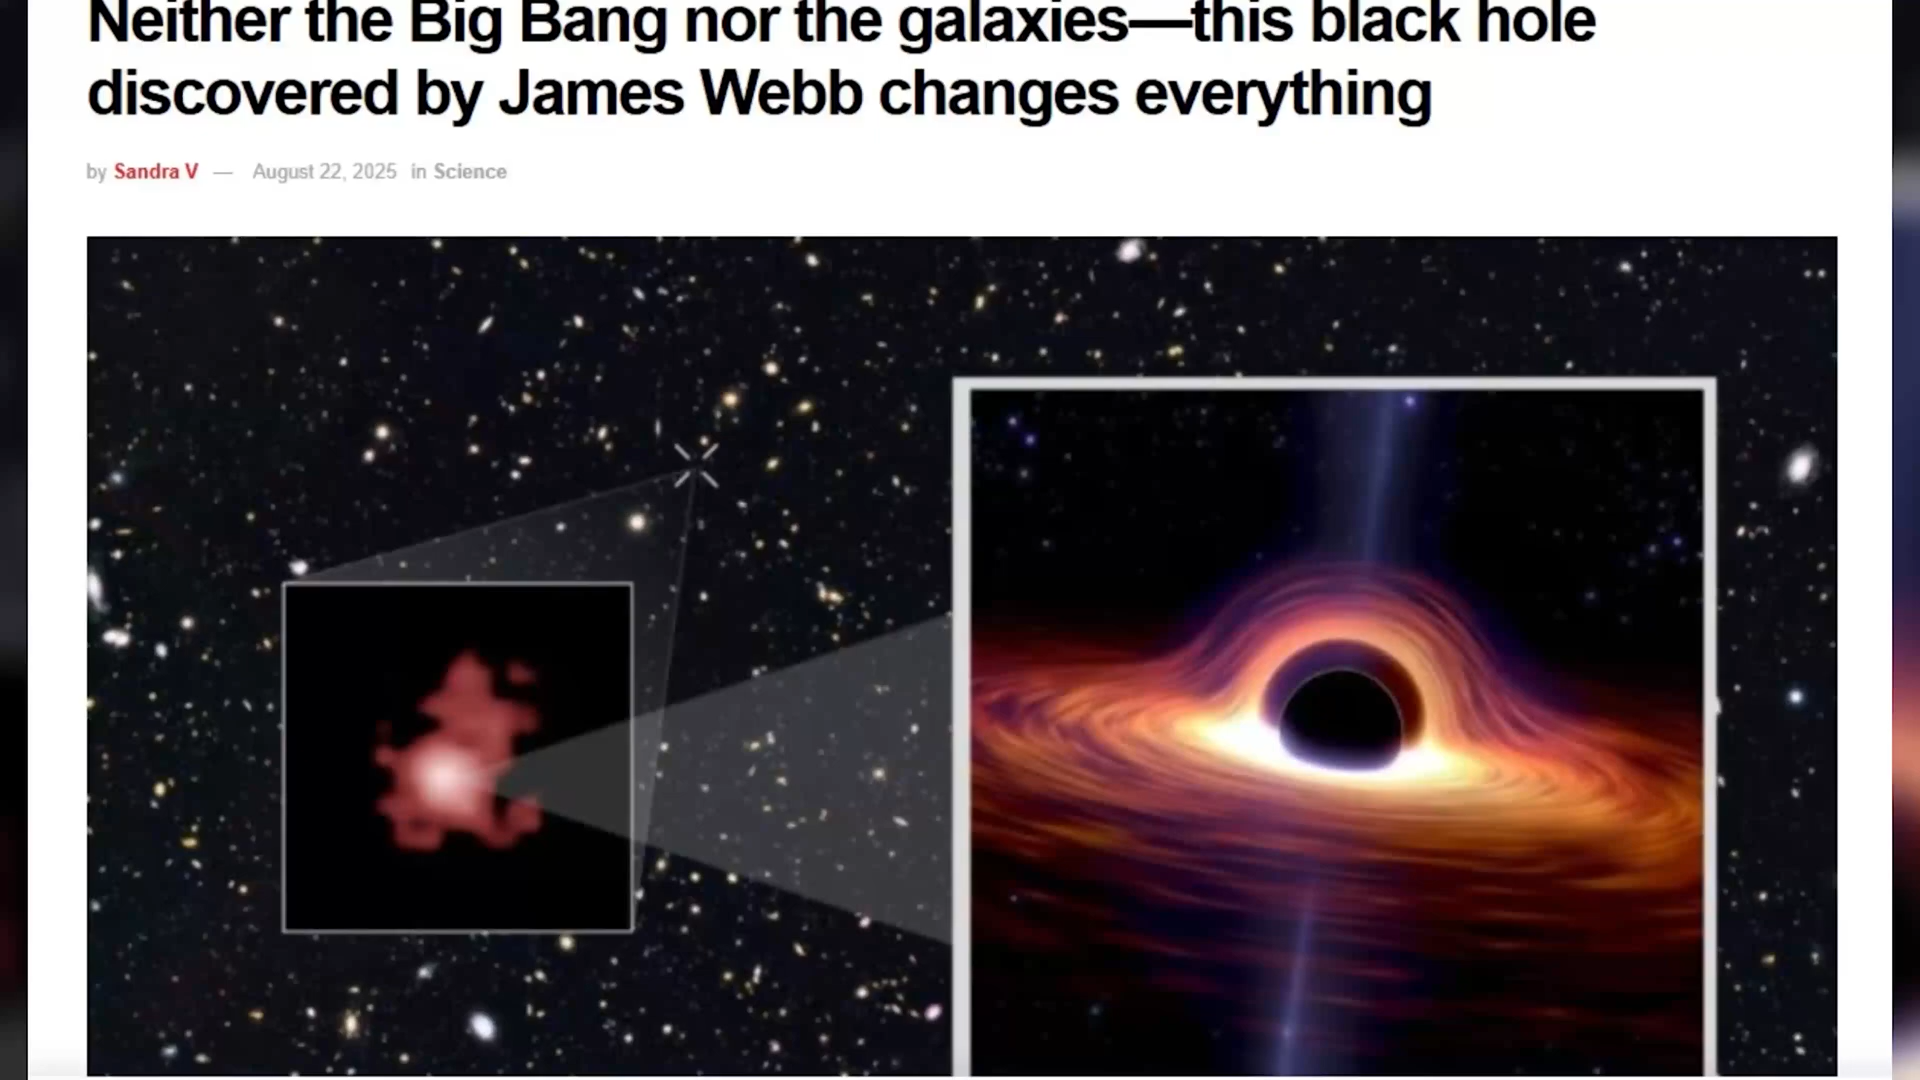 Neither the Big Bang nor the galaxies—this black hole
discovered by James Webb changes everything
by Sandra V — August 22, 2025 in Science